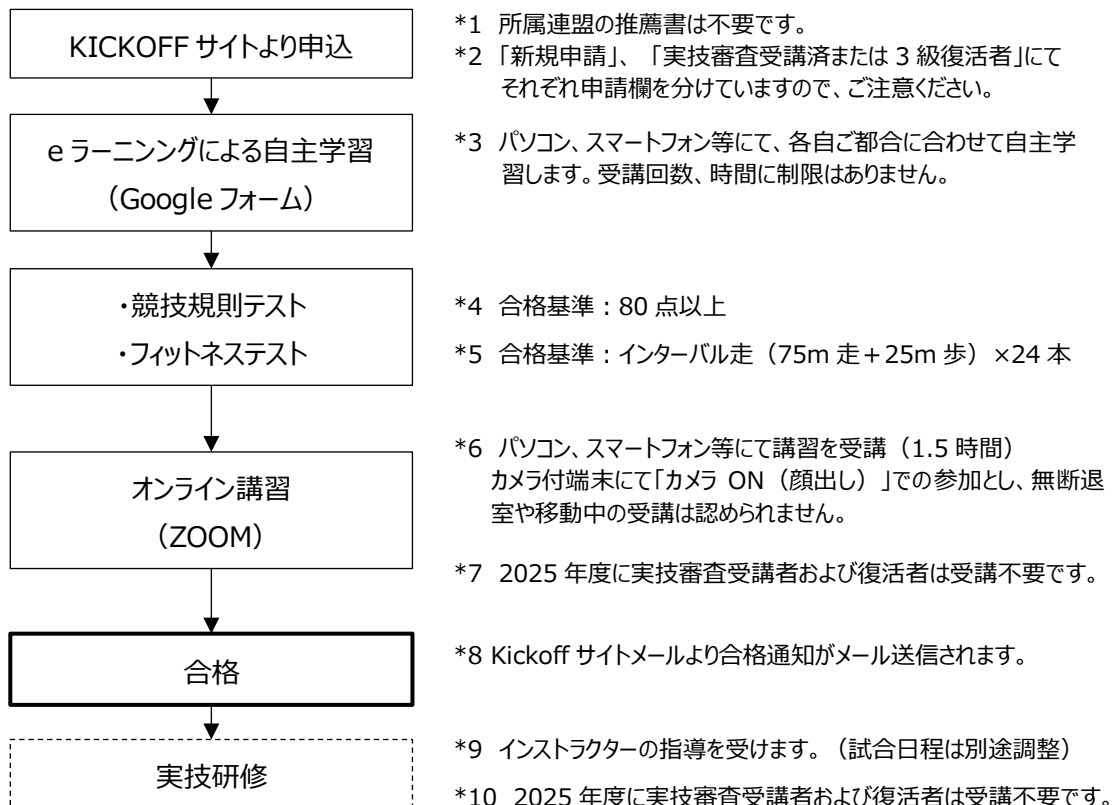 KICKOFF サイトより申込
*1 所属連盟の推薦書は不要です。
*2 「新規申請」、「実技審査受講済または 3 級復活者」にて
それぞれ申請欄を分けていますので、ご注意ください。
e ラーニンングによる自主学習
（Google フォーム）
*3 パソコン、スマートフォン等にて、各自ご都合に合わせて自主学
習します。受講回数、時間に制限はありません。
・競技規則テスト
・フィットネステスト
*4 合格基準：80 点以上
*5 合格基準：インターバル走（75m 走＋25m 歩）×24 本
オンライン講習
（ZOOM）
*6 パソコン、スマートフォン等にて講習を受講（1.5 時間）
カメラ付端末にて「カメラ ON（顔出し）」での参加とし、無断退
室や移動中の受講は認められません。
*7 2025 年度に実技審査受講者および復活者は受講不要です。
合格
*8 Kickoff サイトメールより合格通知がメール送信されます。
実技研修
*9 インストラクターの指導を受けます。（試合日程は別途調整）
*10 2025 年度に実技審査受講者および復活者は受講不要です。